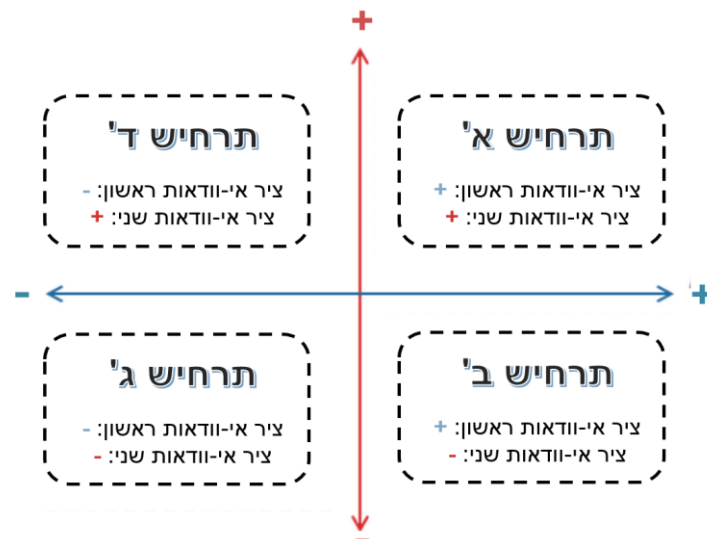 +
תרחיש א'
ציר אי-וודאות ראשון: +
ציר אי-וודאות שני: +
תרחיש ד'
ציר אי-וודאות ראשון: -
ציר אי-וודאות שני: +
+
-
תרחיש ב'
ציר אי-וודאות ראשון: +
ציר אי-וודאות שני: -
תרחיש ג'
ציר אי-וודאות ראשון: -
ציר אי-וודאות שני: -
-